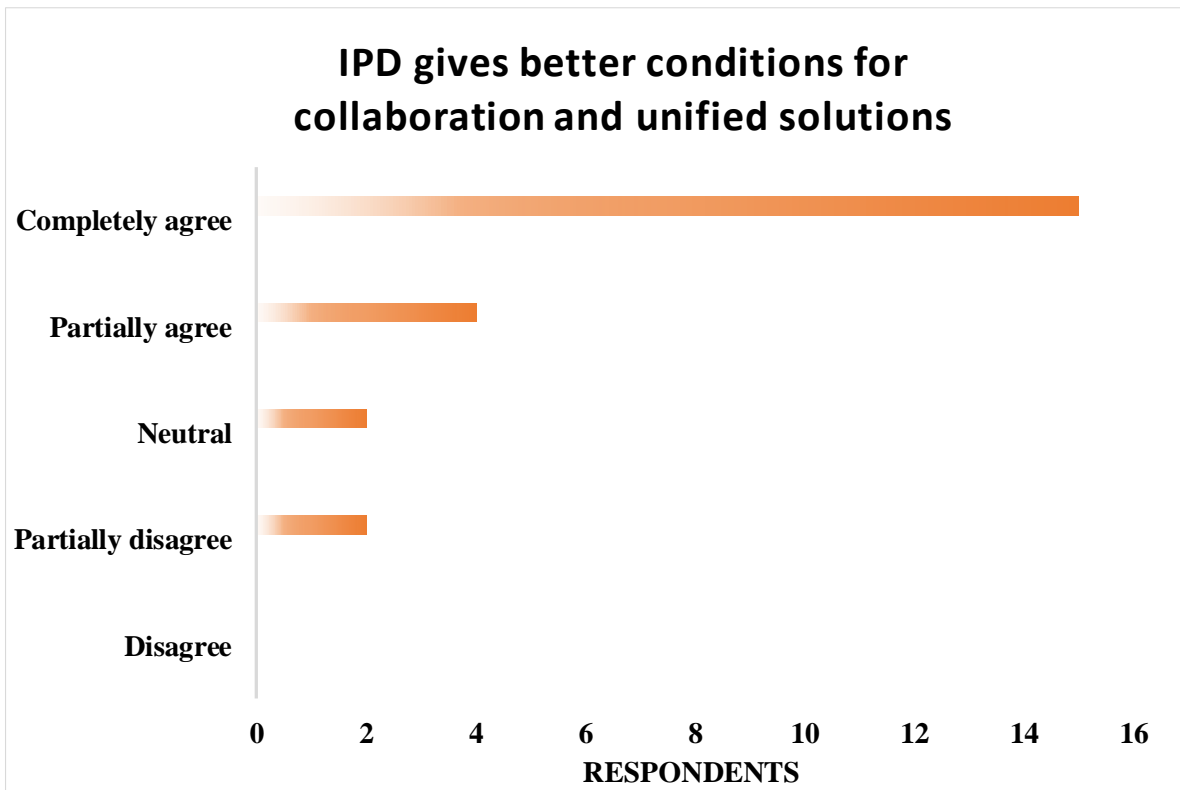 IPD gives better conditions for
collaboration and unified solutions
Completely agree
Partially agree
Neutral
Partially disagree
Disagree
0 2 4 6 8 10 12 14 16
RESPONDENTS